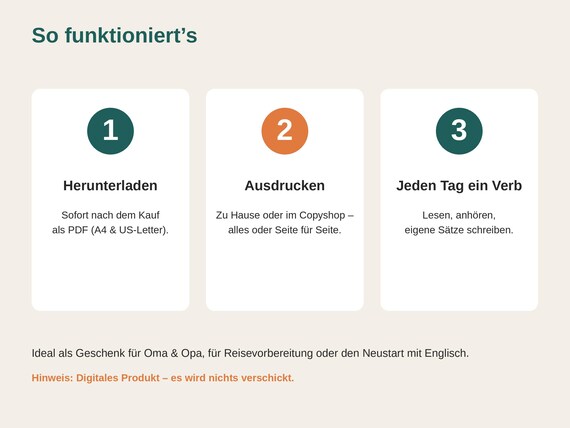 So funktioniert’s
1
Herunterladen
Sofort nach dem Kauf
als PDF (A4 & US-Letter).
2
Ausdrucken
Zu Hause oder im Copyshop –
alles oder Seite für Seite.
3
Jeden Tag ein Verb
Lesen, anhören,
eigene Sätze schreiben.
Ideal als Geschenk für Oma & Opa, für Reisevorbereitung oder den Neustart mit Englisch.
Hinweis: Digitales Produkt – es wird nichts verschickt.